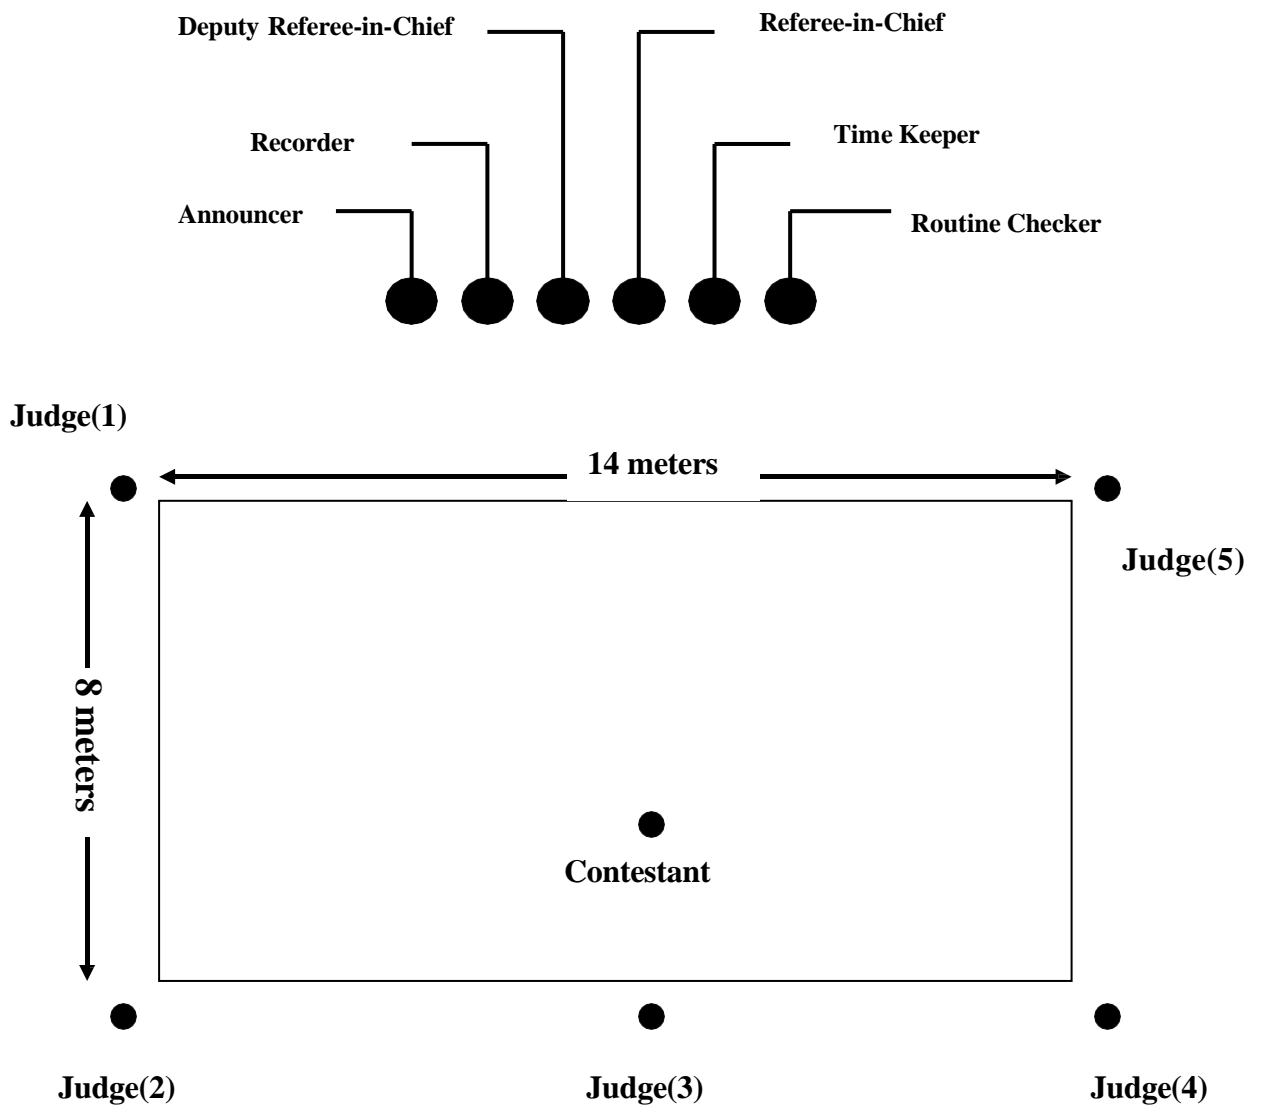 Deputy Referee-in-Chief
Referee-in-Chief
Recorder
Time Keeper
Announcer
Routine Checker
Judge(1)
14 meters
Judge(5)
8 meters
Contestant
Judge(2)
Judge(3)
Judge(4)